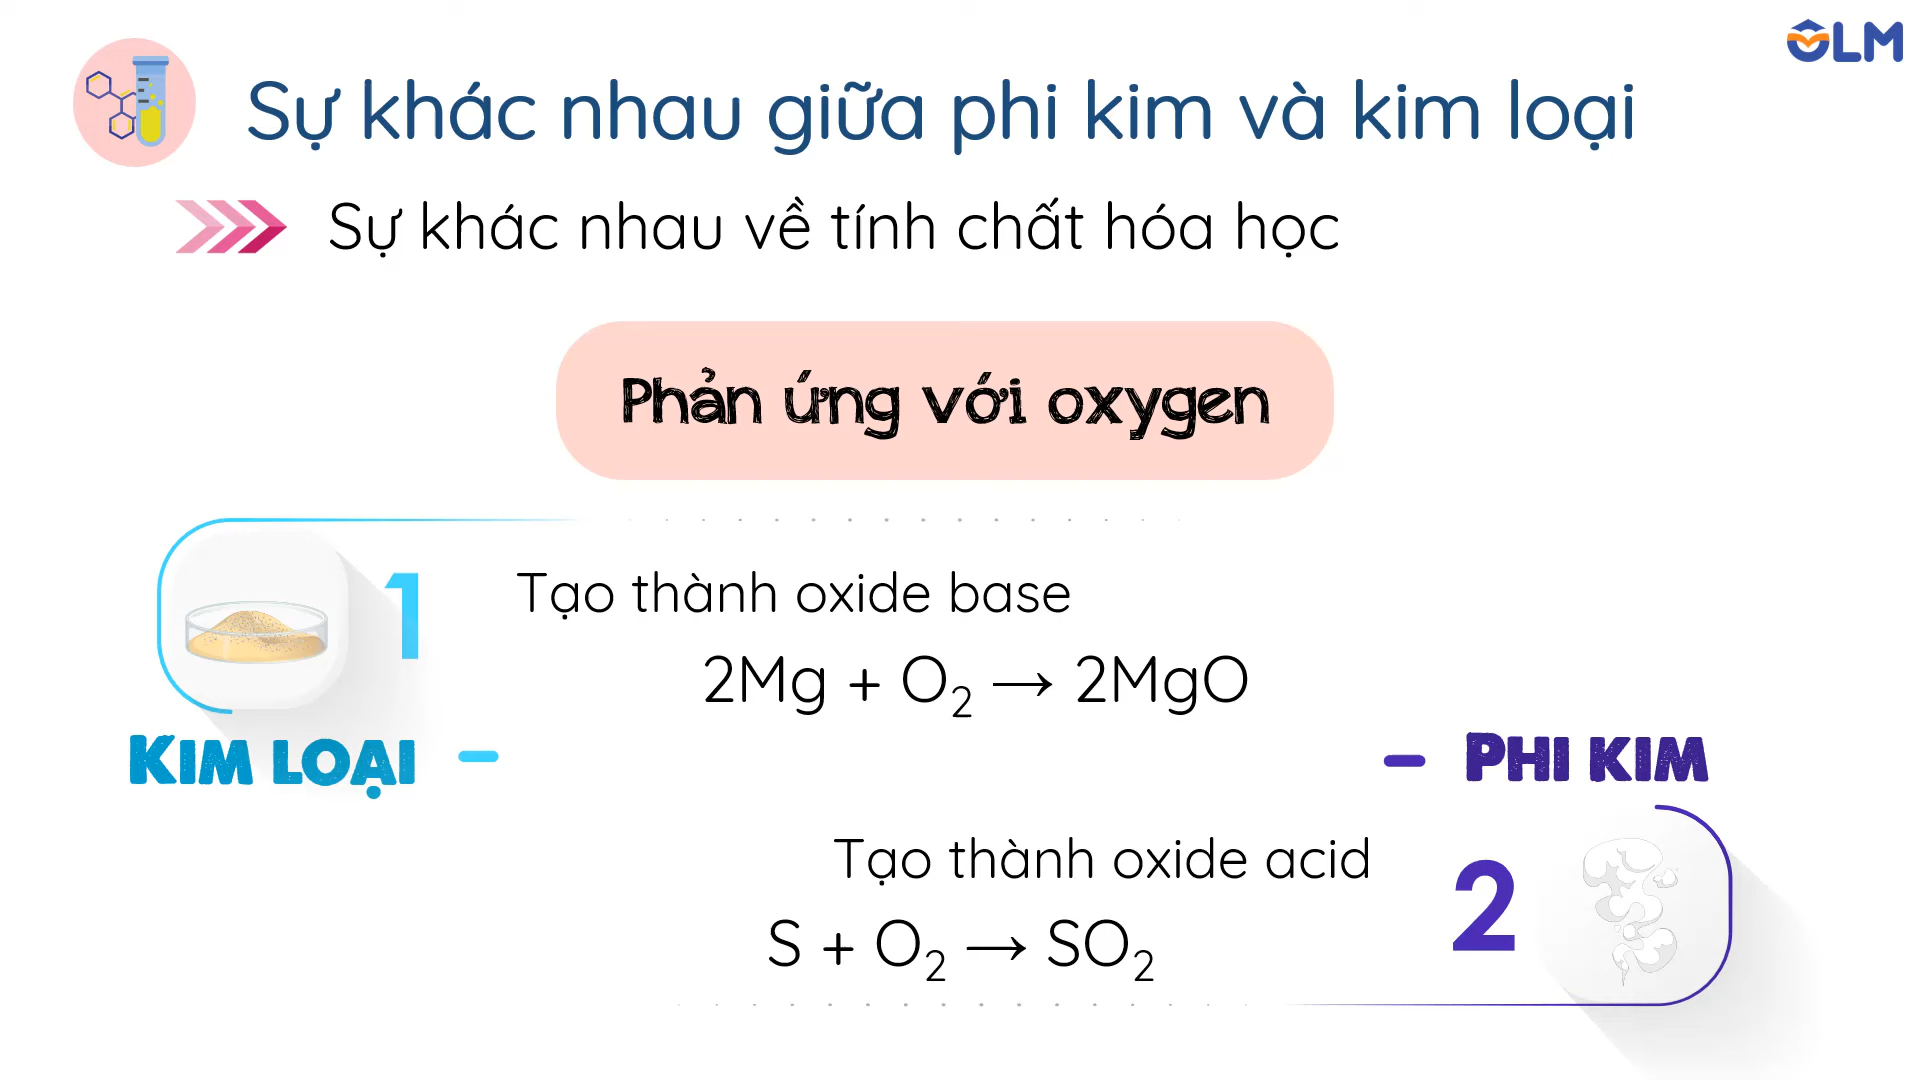 OLM
Sự khác nhau giữa phi kim và kim loại
Sự khác nhau về tính chất hóa học
Phản ứng với oxygen
1
Tạo thành oxide base
2Mg + O₂ → 2MgO
KIM LOẠI
PHI KIM
Tạo thành oxide acid
2
S + O₂ → SO₂